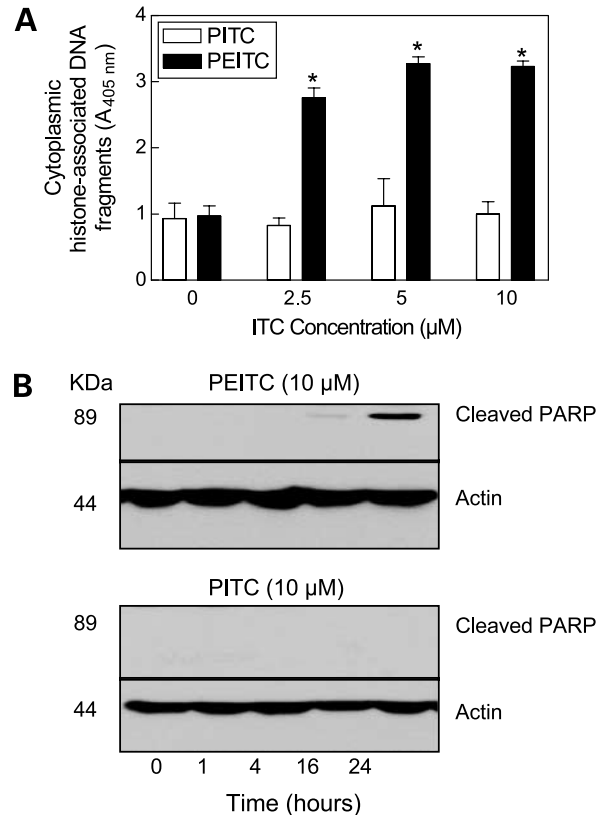 A
Cytoplasmic
histone-associated DNA
fragments (A405 nm)
4
3
2
1
0
PITC
PEITC
*
*
*
0 2.5 5 10
ITC Concentration (µM)
B
KDa
PEITC (10 µM)
89
Cleaved PARP
44
Actin
PITC (10 µM)
89
Cleaved PARP
44
Actin
0 1 4 16 24
Time (hours)